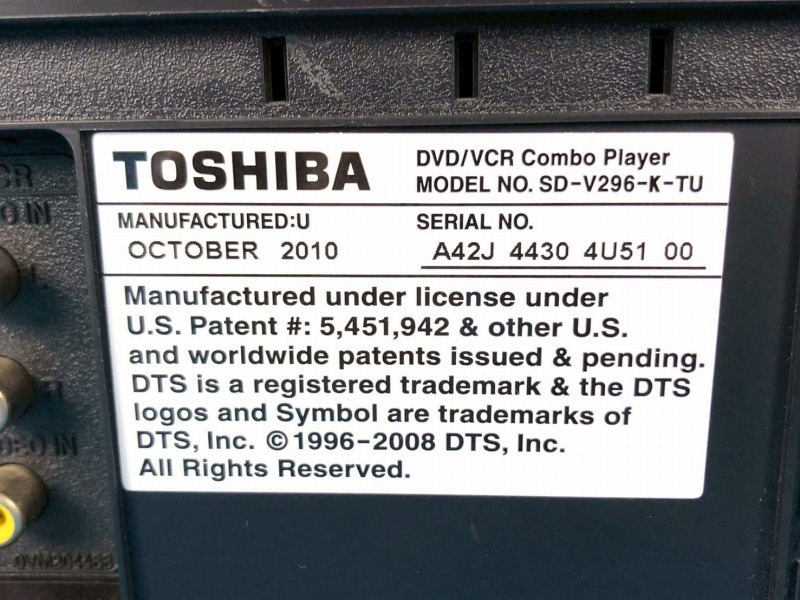 TOSHIBA
DVD/VCR Combo Player
MODEL NO. SD-V296-K-TU
MANUFACTURED:U
OCTOBER 2010
SERIAL NO.
A42J 4430 4U51 00
Manufactured under license under
U.S. Patent #: 5,451,942 & other U.S.
and worldwide patents issued & pending.
DTS is a registered trademark & the DTS
logos and Symbol are trademarks of
DTS, Inc. ©1996-2008 DTS, Inc.
All Rights Reserved.
IN
L
R
IN